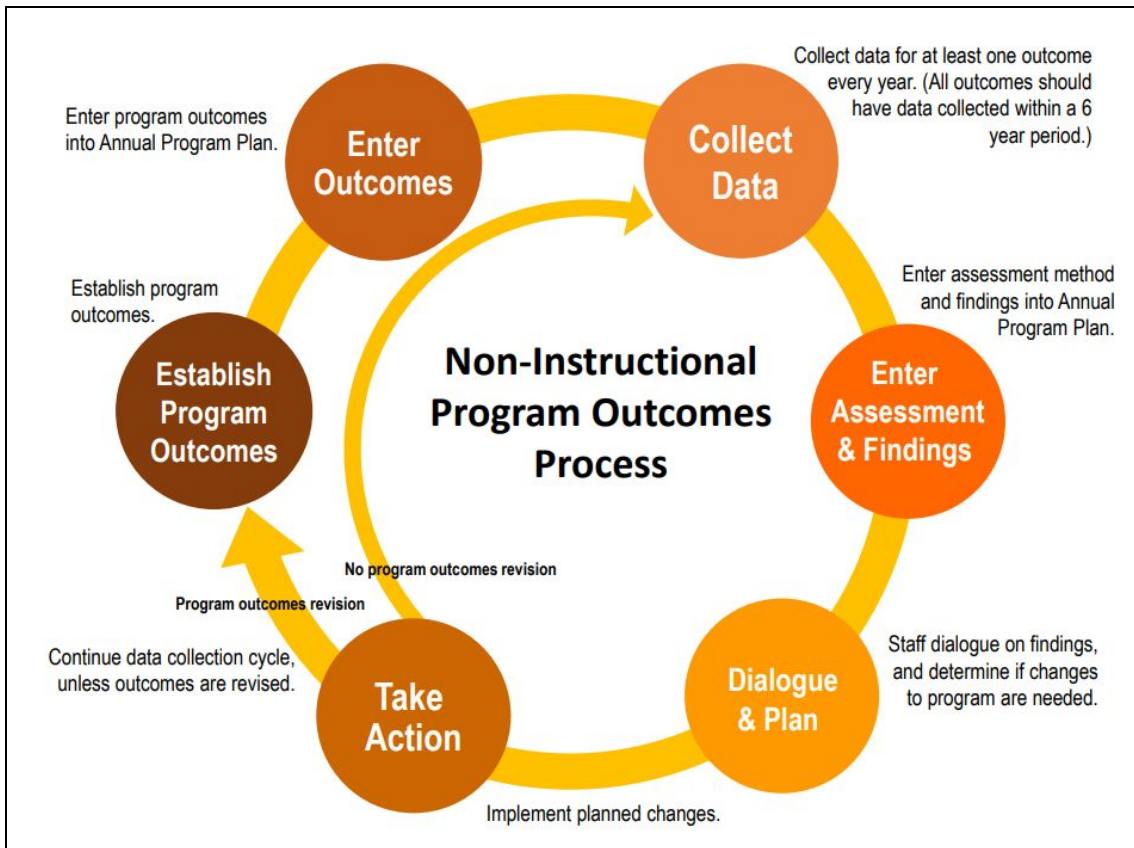 Collect data for at least one outcome
every year. (All outcomes should
have data collected within a 6
year period.)
Enter program outcomes
into Annual Program Plan.
Enter
Outcomes
Collect
Data
Establish program
outcomes.
Enter assessment method
and findings into Annual
Program Plan.
Establish
Program
Outcomes
Non-Instructional
Program Outcomes
Process
Enter
Assessment
& Findings
No program outcomes revision
Program outcomes revision
Continue data collection cycle,
unless outcomes are revised.
Take
Action
Dialogue
& Plan
Staff dialogue on findings,
and determine if changes
to program are needed.
Implement planned changes.